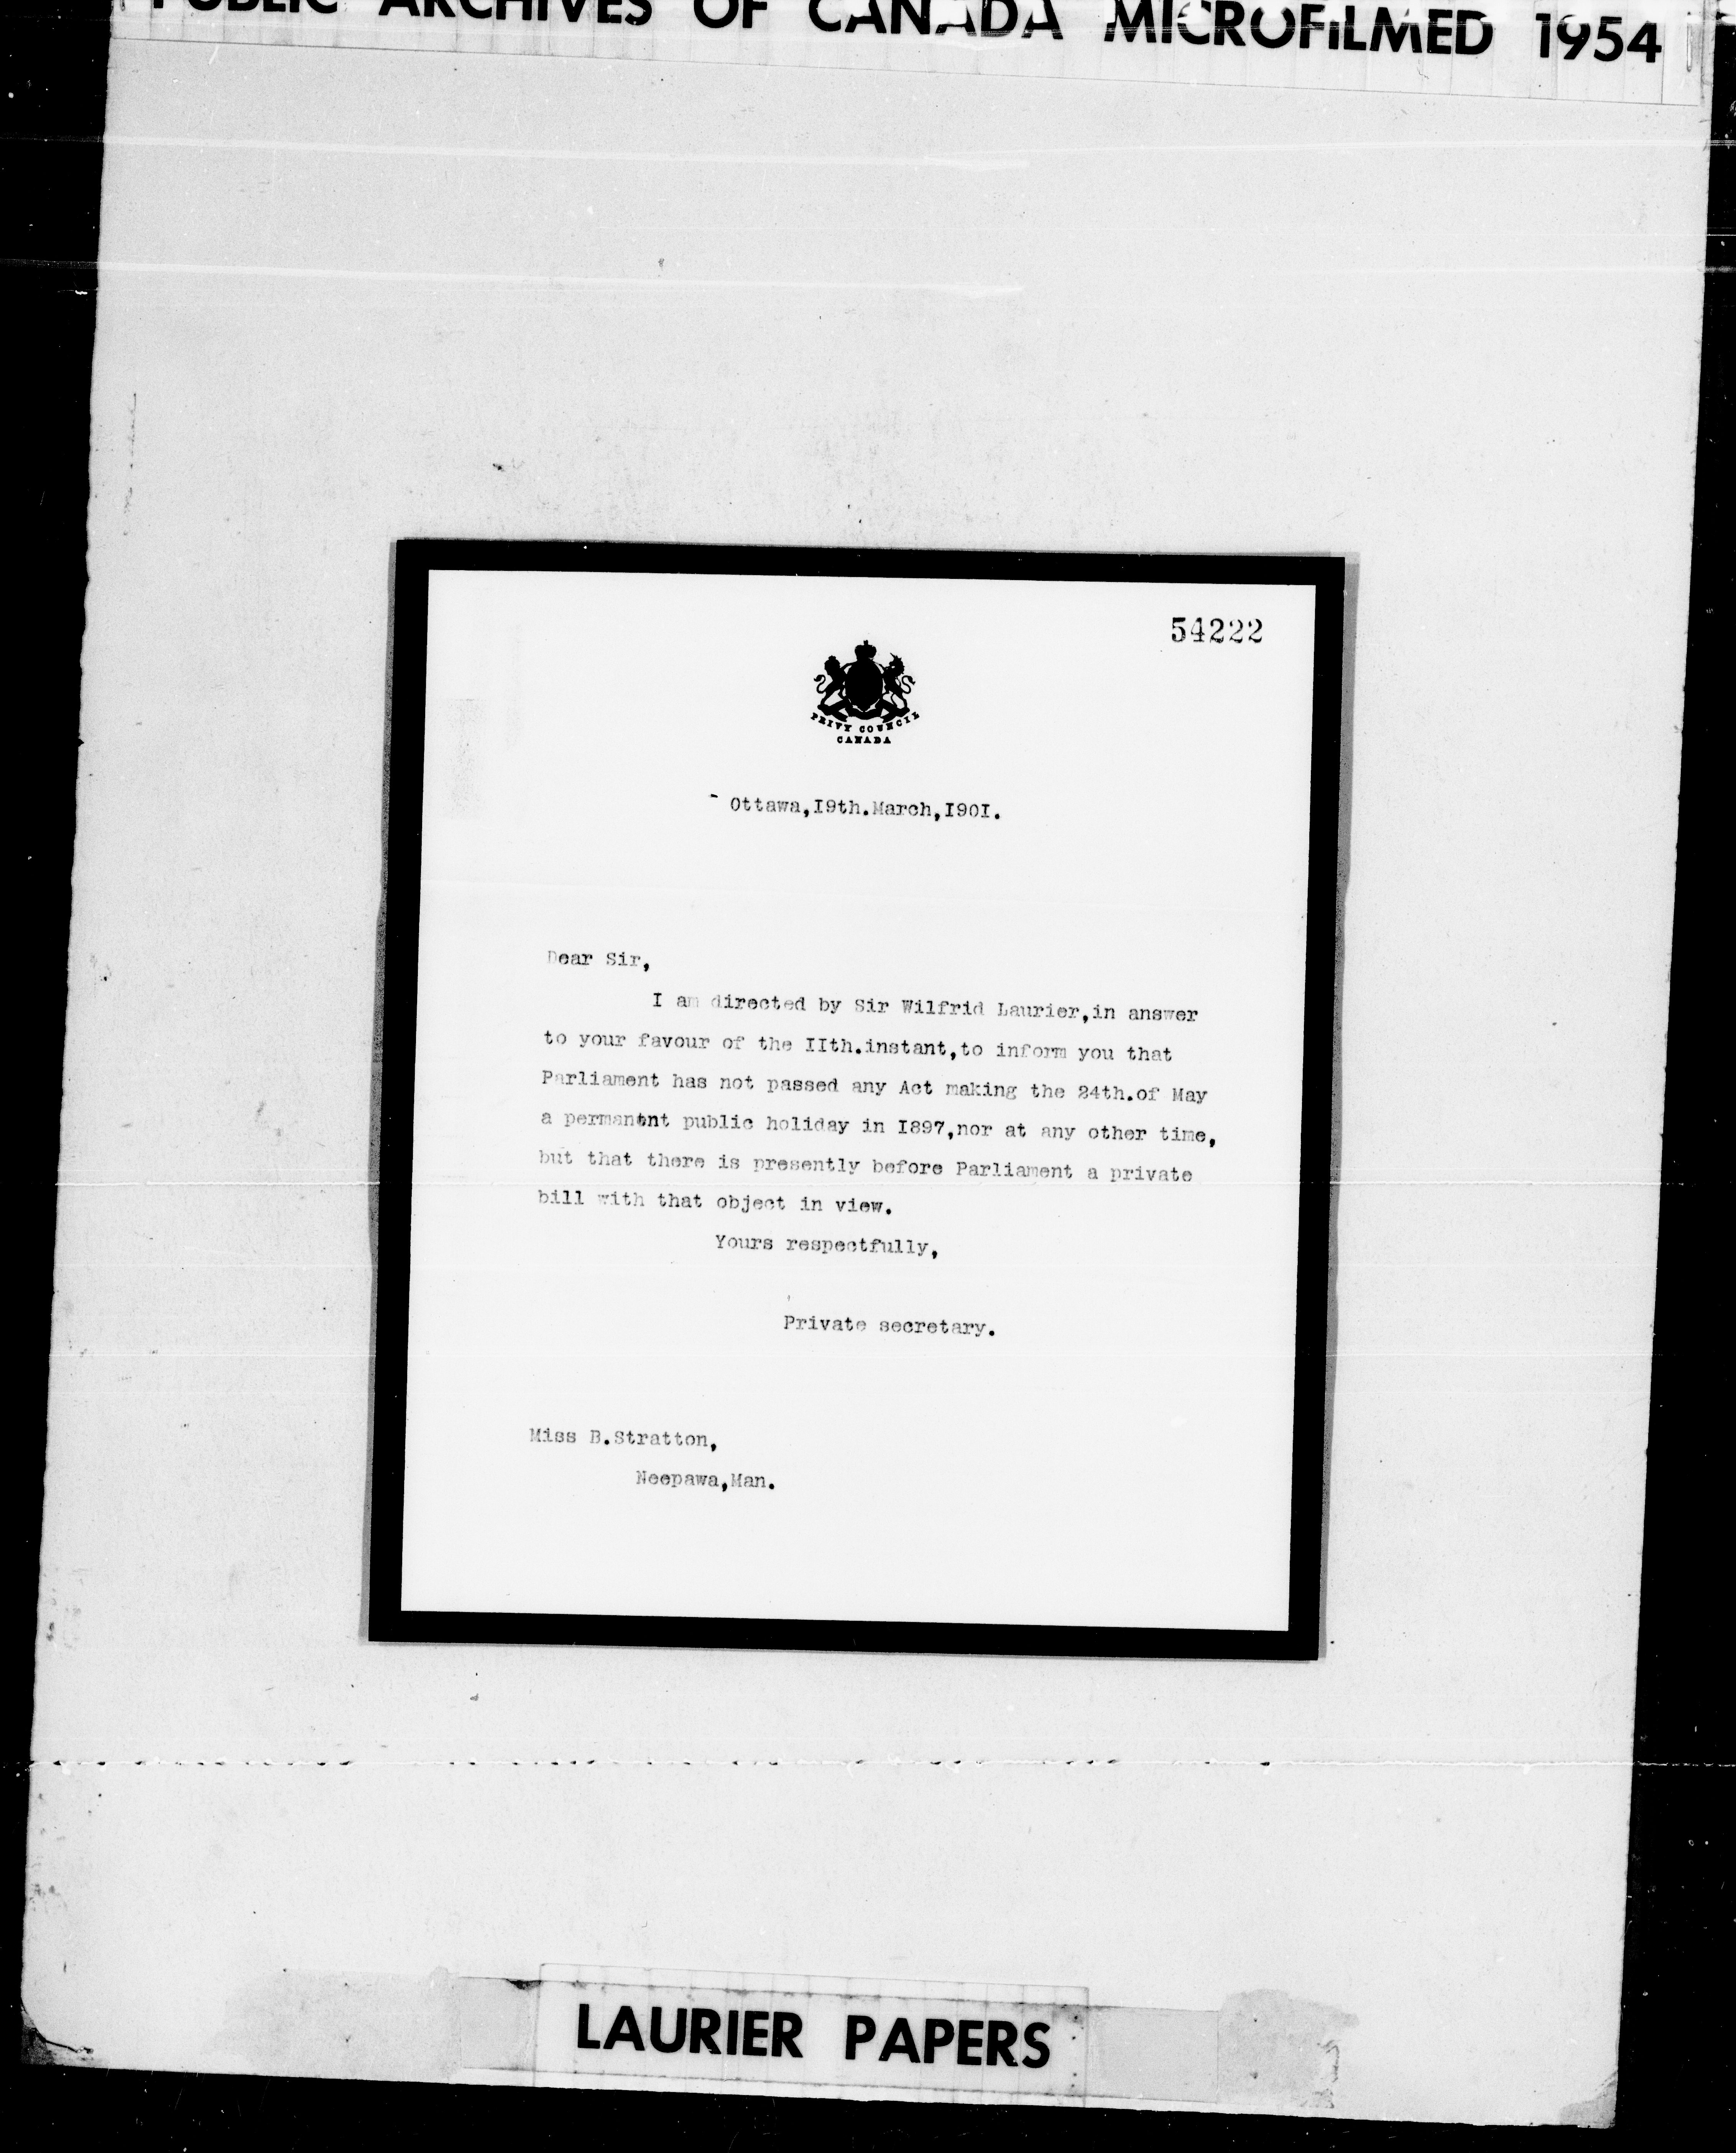 PUBLIC ARCHIVES OF CANADA MICROFILMED 1954
54222
PRIVY COUNCIL
CANADA
Ottawa,I9th.March,I90I.
Dear Sir,
I am directed by Sir Wilfrid Laurier,in answer
to your favour of the IIth.instant,to inform you that
Parliament has not passed any Act making the 24th.of May
a permanent public holiday in I897,nor at any other time,
but that there is presently before Parliament a private
bill with that object in view.
Yours respectfully,
Private secretary.
Miss B.Stratton,
Neepawa,Man.
LAURIER PAPERS